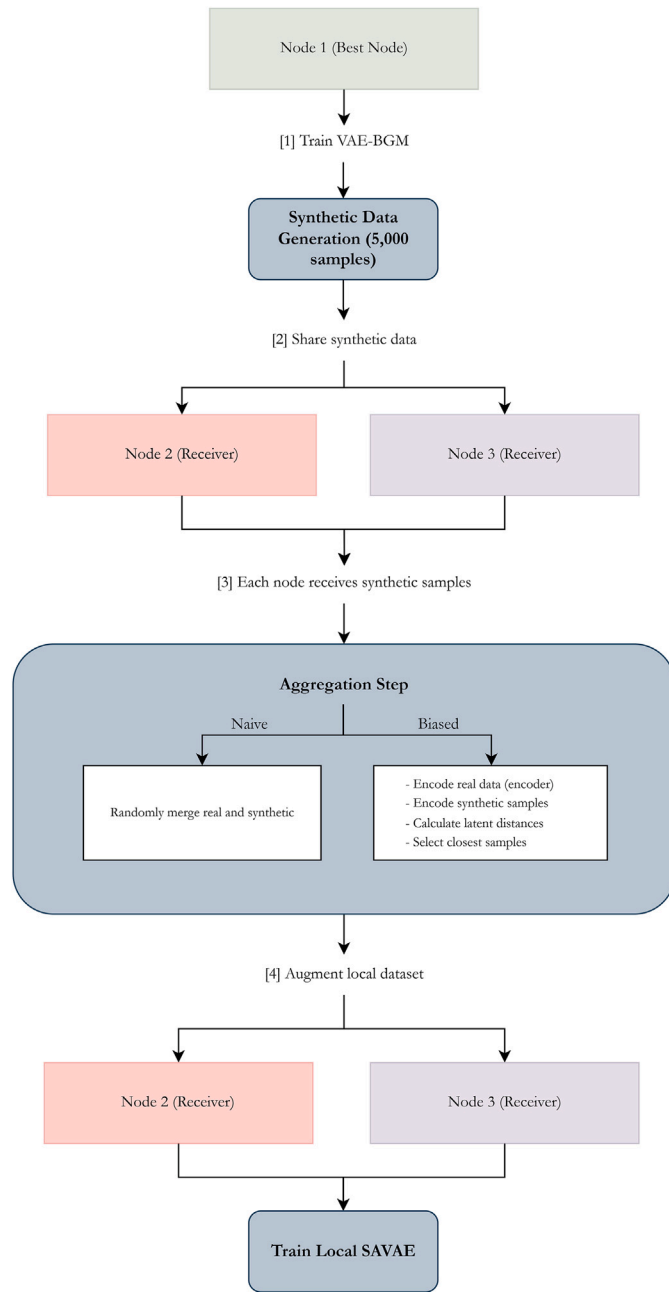 Node 1 (Best Node)
[1] Train VAE-BGM
Synthetic Data
Generation (5,000
samples)
[2] Share synthetic data
Node 2 (Receiver)
Node 3 (Receiver)
[3] Each node receives synthetic samples
Aggregation Step
Naive
Biased
Randomly merge real and synthetic
- Encode real data (encoder)
- Encode synthetic samples
- Calculate latent distances
- Select closest samples
[4] Augment local dataset
Node 2 (Receiver)
Node 3 (Receiver)
Train Local SAVAE